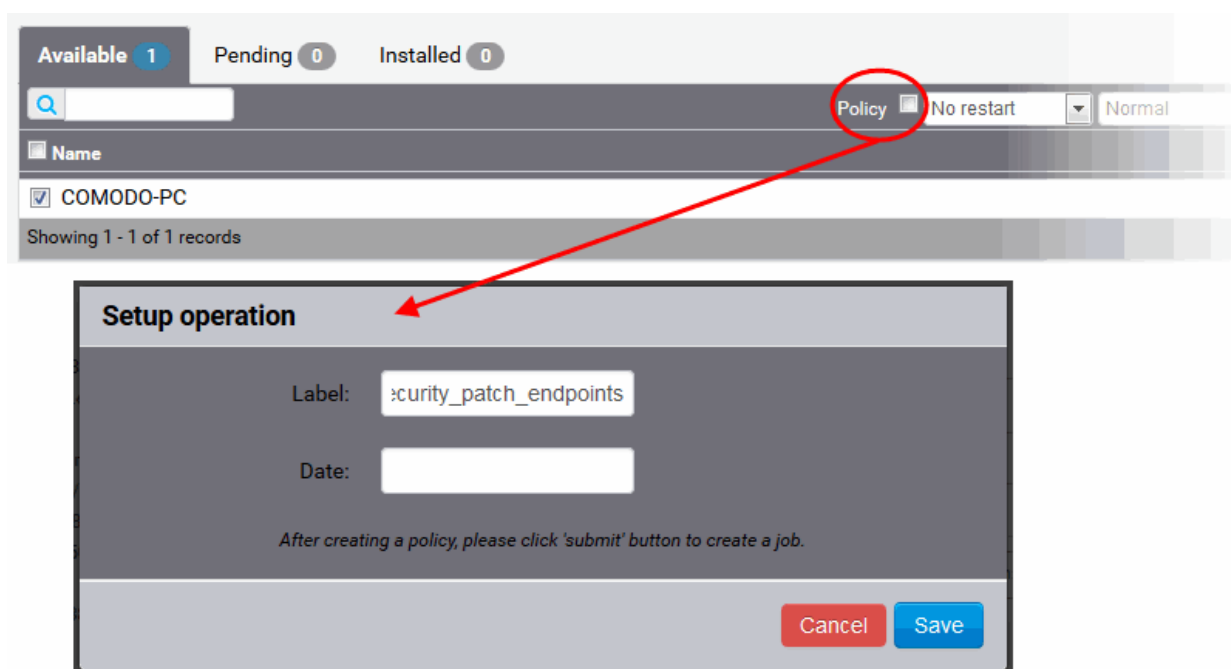 Available 1 Pending 0 Installed 0
Policy No restart Normal
Name
COMODO-PC
Showing 1 - 1 of 1 records
Setup operation
Label: ecurity_patch_endpoints
Date:
After creating a policy, please click 'submit' button to create a job.
Cancel Save